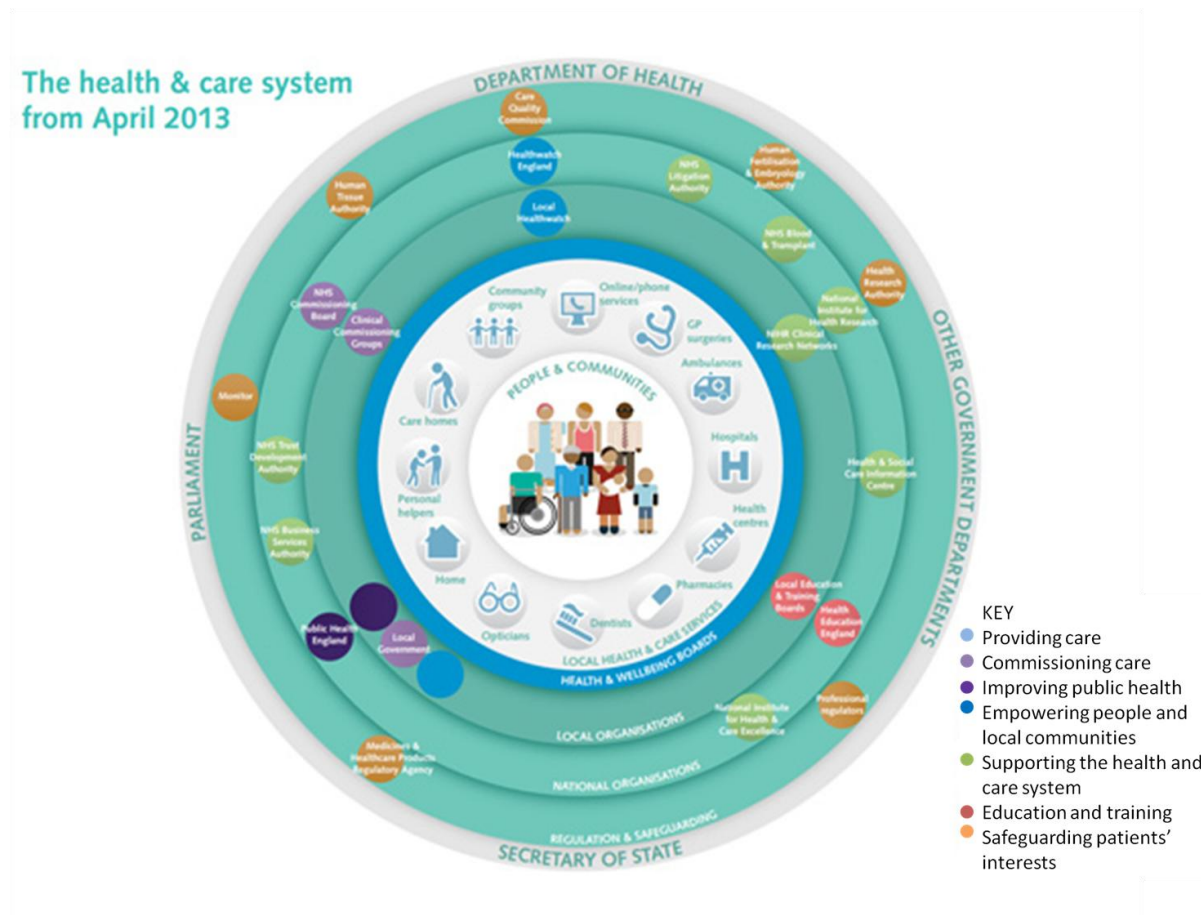 The health & care system
from April 2013
DEPARTMENT OF HEALTH
Care
Quality
Commission
Healthwatch
England
Local
Healthwatch
NHS
Litigation
Authority
Human
Fertilisation
& Embryology
Authority
Human
Tissue
Authority
NHS Blood
& Transplant
Health
Research
Authority
National
Institute for
Health Research
NIHR Clinical
Research Networks
NHS
Commissioning
Board
Clinical
Commissioning
Groups
Community
groups
Online/phone
services
GP
surgeries
Ambulances
PEOPLE & COMMUNITIES
Monitor
Care homes
Hospitals
H
PARLIAMENT
OTHER GOVERNMENT DEPARTMENTS
NHS Trust
Development
Authority
Health & Social
Care Information
Centre
Personal
helpers
Health
centres
NHS Business
Services
Authority
Home
Pharmacies
Local Education
& Training
Boards
Health
Education
England
Public Health
England
Local
Government
Opticians
Dentists
LOCAL HEALTH & CARE SERVICES
HEALTH & WELLBEING BOARDS
Professional
regulators
National Institute
for Health &
Care Excellence
LOCAL ORGANISATIONS
Medicines &
Healthcare Products
Regulatory Agency
NATIONAL ORGANISATIONS
REGULATION & SAFEGUARDING
SECRETARY OF STATE
KEY
Providing care
Commissioning care
Improving public health
Empowering people and
local communities
Supporting the health and
care system
Education and training
Safeguarding patients’
interests